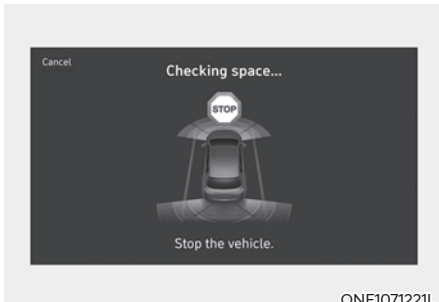 Cancel
Checking space...
STOP
Stop the vehicle.
ONE1071221L